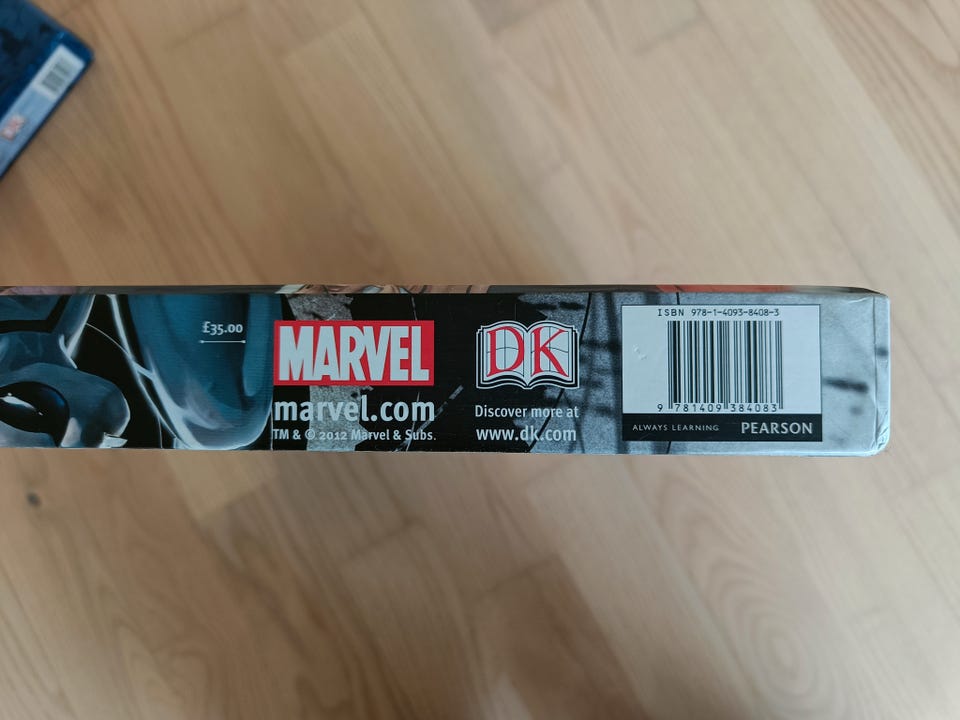 £35.00
MARVEL
marvel.com
TM & © 2012 Marvel & Subs.
DK
Discover more at
www.dk.com
ISBN 978-1-4093-8408-3
9 781409 384083
ALWAYS LEARNING PEARSON